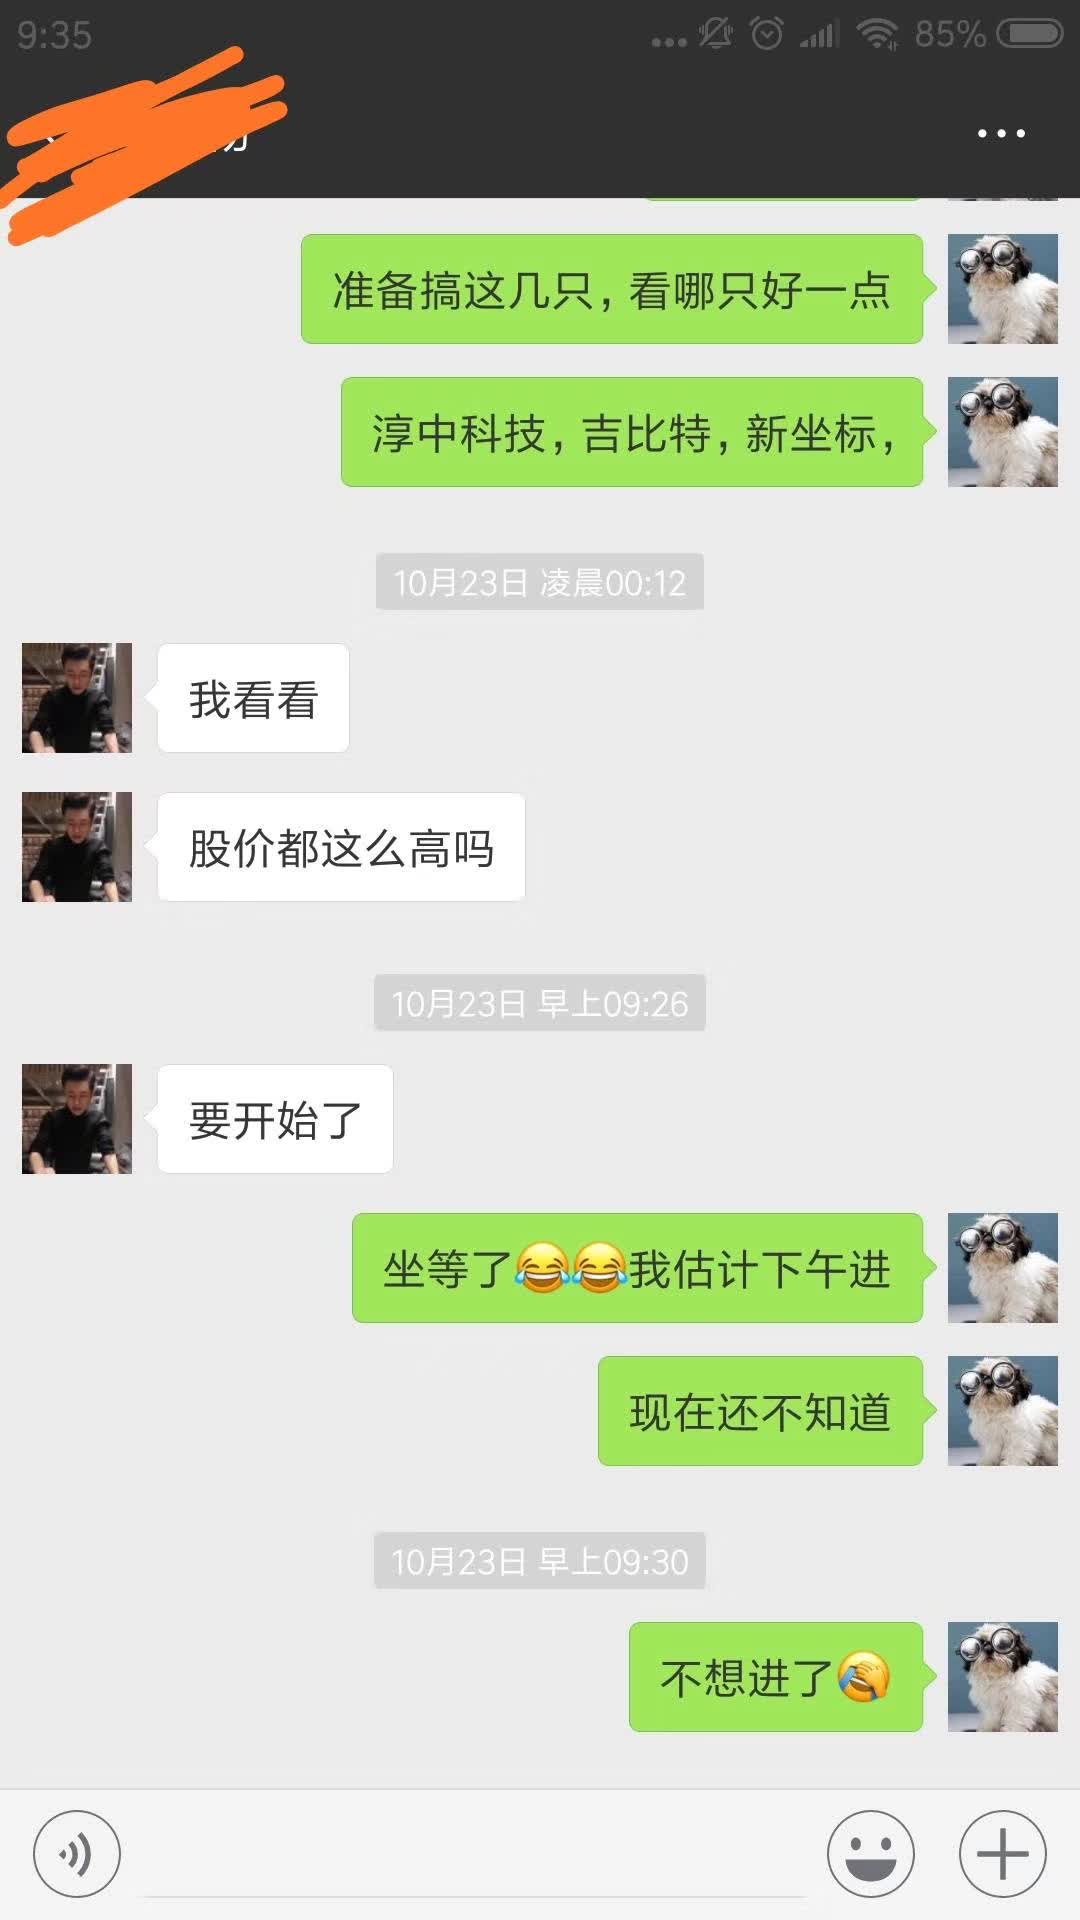 9:35
85%
准备搞这几只，看哪只好一点
淳中科技，吉比特，新坐标，
10月23日 凌晨00:12
我看看
股价都这么高吗
10月23日 早上09:26
要开始了
坐等了😂😂我估计下午进
现在还不知道
10月23日 早上09:30
不想进了🤦